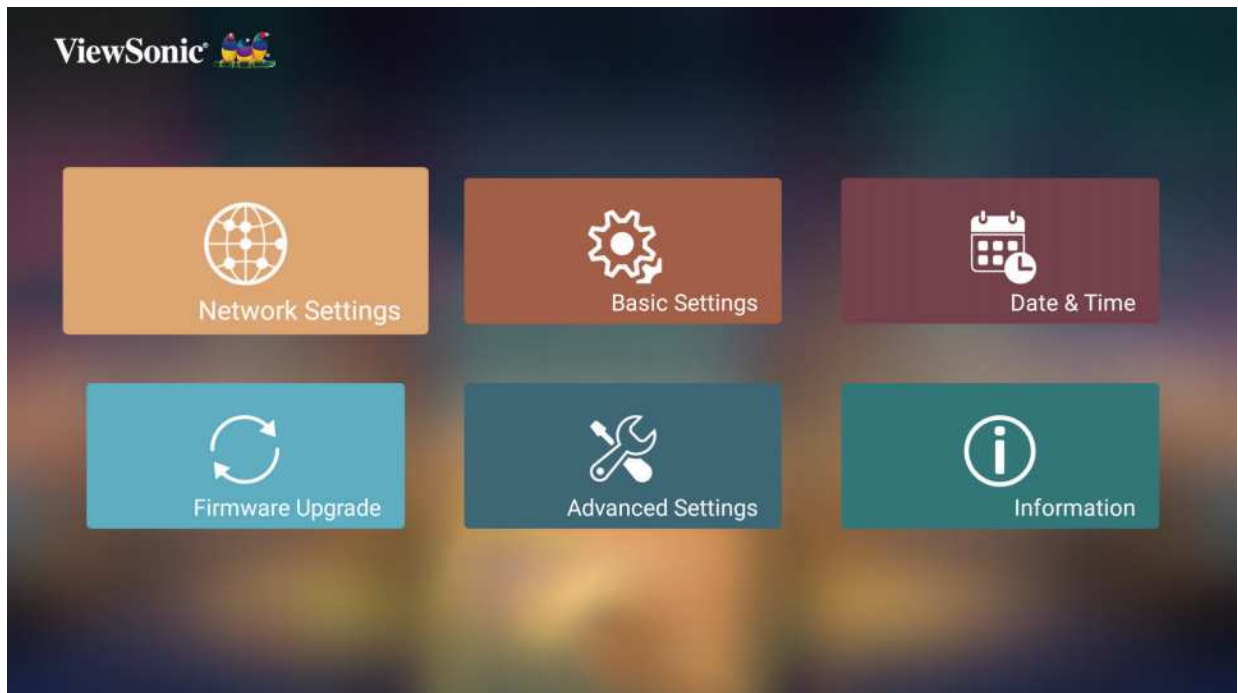 ViewSonic®
Network Settings
Basic Settings
Date & Time
Firmware Upgrade
Advanced Settings
Information